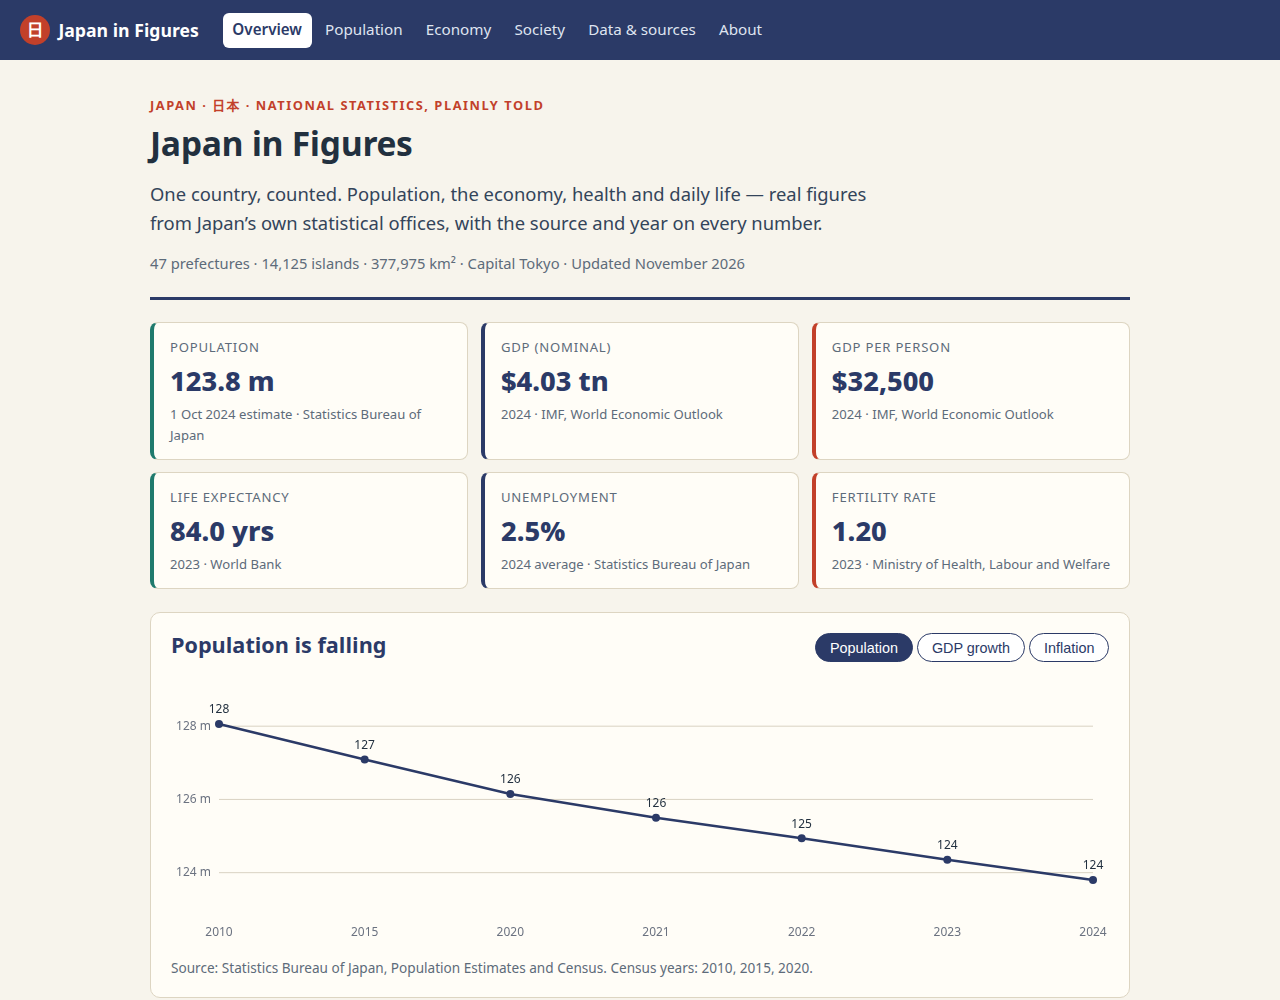 日 Japan in Figures Overview Population Economy Society Data & sources About
JAPAN · 日本 · NATIONAL STATISTICS, PLAINLY TOLD
Japan in Figures
One country, counted. Population, the economy, health and daily life — real figures
from Japan’s own statistical offices, with the source and year on every number.
47 prefectures · 14,125 islands · 377,975 km² · Capital Tokyo · Updated November 2026
POPULATION
123.8 m
1 Oct 2024 estimate · Statistics Bureau of
Japan
GDP (NOMINAL)
$4.03 tn
2024 · IMF, World Economic Outlook
GDP PER PERSON
$32,500
2024 · IMF, World Economic Outlook
LIFE EXPECTANCY
84.0 yrs
2023 · World Bank
UNEMPLOYMENT
2.5%
2024 average · Statistics Bureau of Japan
FERTILITY RATE
1.20
2023 · Ministry of Health, Labour and Welfare
Population is falling
Population GDP growth Inflation
128 m
126 m
124 m
128
127
126
126
125
124
124
2010 2015 2020 2021 2022 2023 2024
Source: Statistics Bureau of Japan, Population Estimates and Census. Census years: 2010, 2015, 2020.